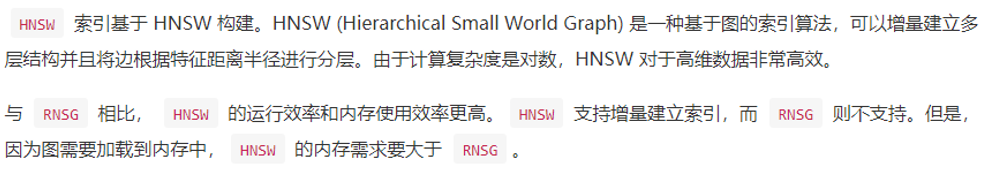 HNSW 索引基于 HNSW 构建。HNSW (Hierarchical Small World Graph) 是一种基于图的索引算法，可以增量建立多
层结构并且将边根据特征距离半径进行分层。由于计算复杂度是对数，HNSW 对于高维数据非常高效。
与 RNSG 相比， HNSW 的运行效率和内存使用效率更高。 HNSW 支持增量建立索引，而 RNSG 则不支持。但是，
因为图需要加载到内存中， HNSW 的内存需求要大于 RNSG 。